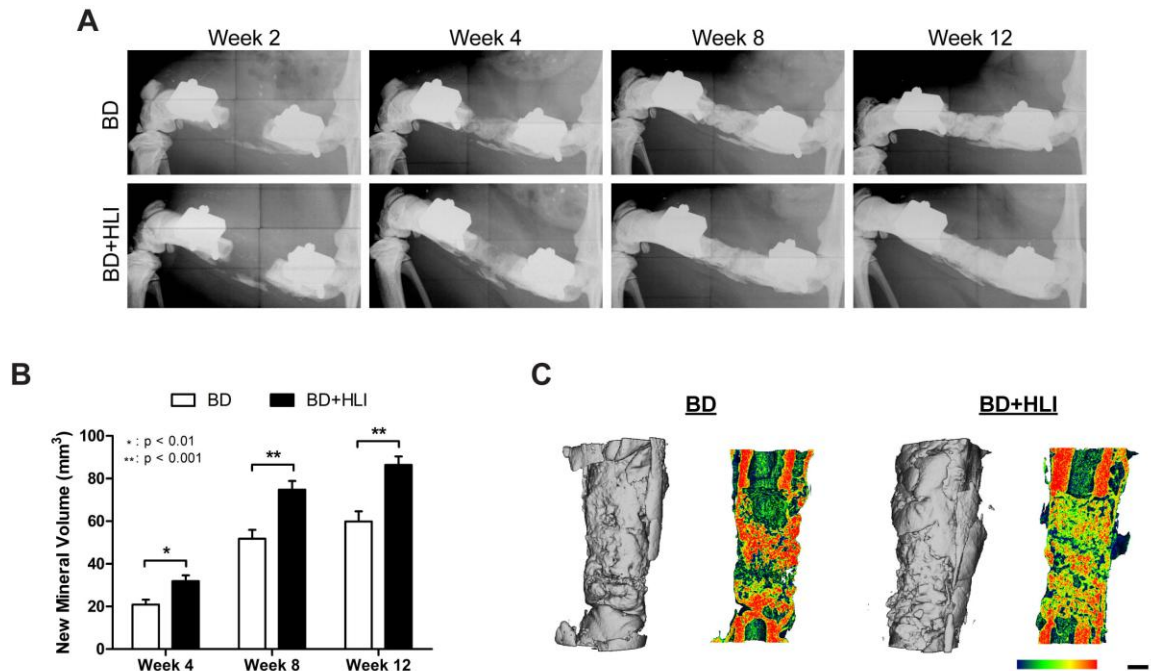 A
Week 2 Week 4 Week 8 Week 12
BD
BD+HLI
B
BD BD+HLI
* : p < 0.01
** : p < 0.001
New Mineral Volume (mm³)
100
80
60
40
20
0
* ** **
Week 4 Week 8 Week 12
C
BD BD+HLI